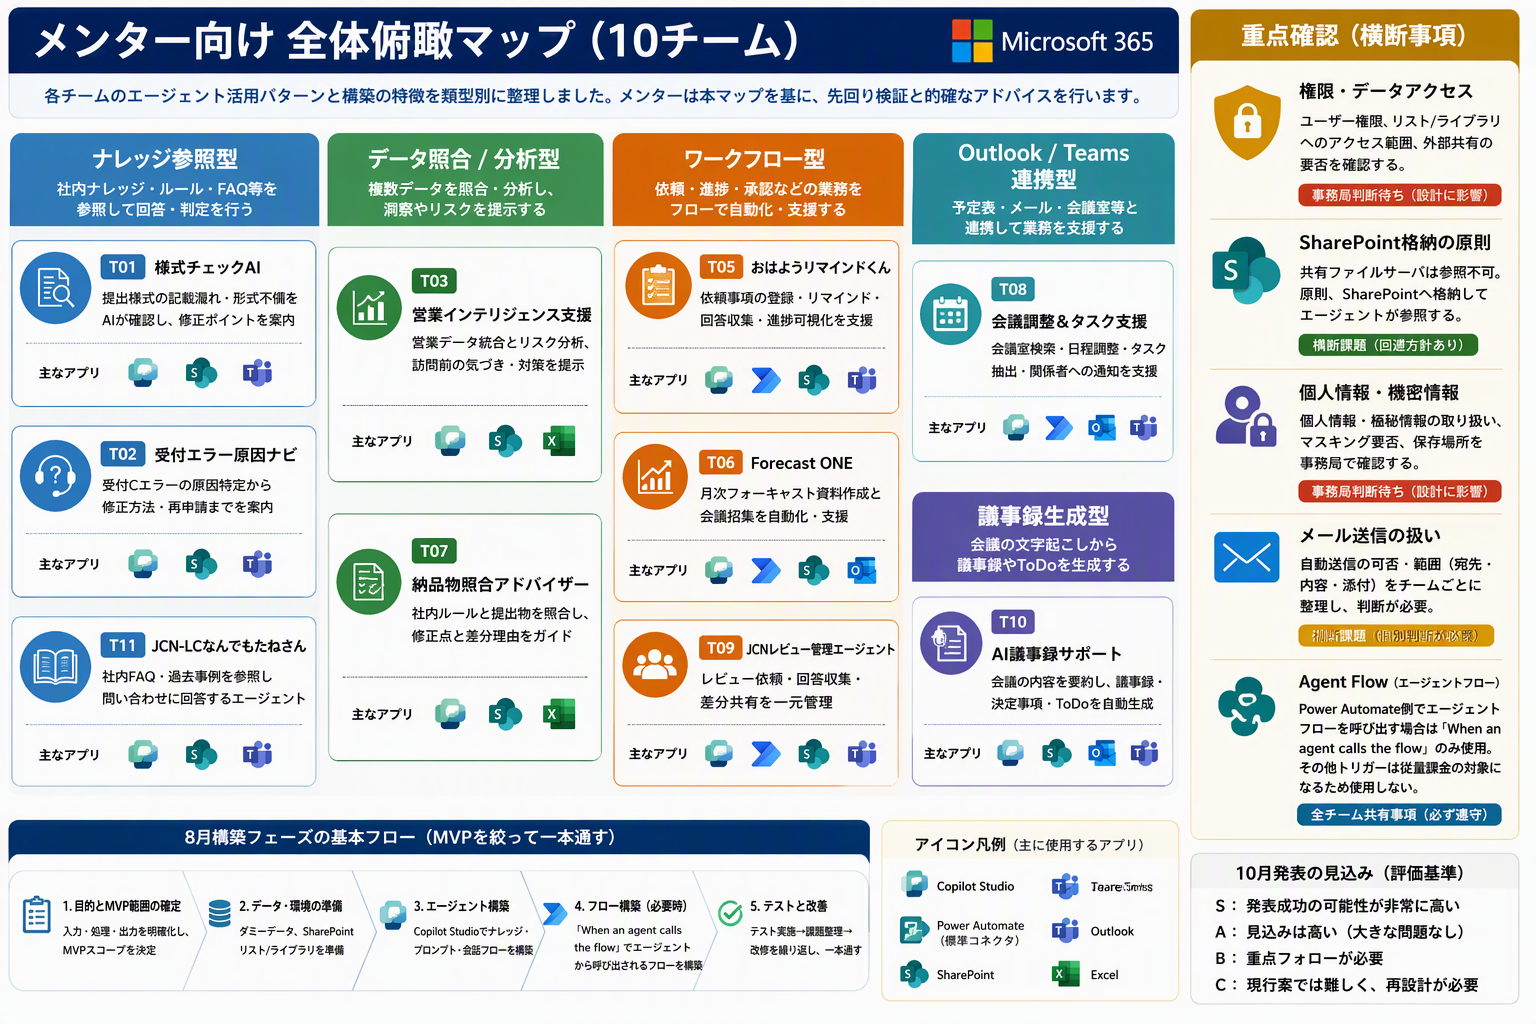 メンター向け 全体俯瞰マップ（10チーム）
Microsoft 365
各チームのエージェント活用パターンと構築の特徴を類型別に整理しました。メンターは本マップを基に、先回り検証と的確なアドバイスを行います。
ナレッジ参照型
社内ナレッジ・ルール・FAQ等を
参照して回答・判定を行う
T01 様式チェックAI
提出様式の記載漏れ・形式不備を
AIが確認し、修正ポイントを案内
主なアプリ
T02 受付エラー原因ナビ
受付Cエラーの原因特定から
修正方法・再申請までを案内
主なアプリ
T11 JCN-LCなんでもたねさん
社内FAQ・過去事例を参照し
問い合わせに回答するエージェント
主なアプリ
データ照合 / 分析型
複数データを照合・分析し、
洞察やリスクを提示する
T03
営業インテリジェンス支援
営業データ統合とリスク分析、
訪問前の気づき・対策を提示
主なアプリ
T07
納品物照合アドバイザー
社内ルールと提出物を照合し、
修正点と差分理由をガイド
主なアプリ
ワークフロー型
依頼・進捗・承認などの業務を
フローで自動化・支援する
T05 おはようリマインドくん
依頼事項の登録・リマインド・
回答収集・進捗可視化を支援
主なアプリ
T06 Forecast ONE
月次フォーキャスト資料作成と
会議招集を自動化・支援
主なアプリ
T09 JCNレビュー管理エージェント
レビュー依頼・回答収集・
差分共有を一元管理
主なアプリ
Outlook / Teams
連携型
予定表・メール・会議室等と
連携して業務を支援する
T08
会議調整＆タスク支援
会議室検索・日程調整・タスク
抽出・関係者への通知を支援
主なアプリ
議事録生成型
会議の文字起こしから
議事録やToDoを生成する
T10
AI議事録サポート
会議の内容を要約し、議事録・
決定事項・ToDoを自動生成
主なアプリ
重点確認（横断事項）
権限・データアクセス
ユーザー権限、リスト/ライブラリ
へのアクセス範囲、外部共有の
要否を確認する。
事務局判断待ち（設計に影響）
SharePoint格納の原則
共有ファイルサーバは参照不可。
原則、SharePointへ格納して
エージェントが参照する。
横断課題（回避方針あり）
個人情報・機密情報
個人情報・極秘情報の取り扱い、
マスキング要否、保存場所を
事務局で確認する。
事務局判断待ち（設計に影響）
メール送信の扱い
自動送信の可否・範囲（宛先・
内容・添付）をチームごとに
整理し、判断が必要。
課題
Agent Flow（エージェントフロー）
Power Automate側でエージェント
フローを呼び出す場合は「When an
agent calls the flow」のみ使用。
その他トリガーは従量課金の対象に
なるため使用しない。
全チーム共有事項（必ず遵守）
8月構築フェーズの基本フロー（MVPを絞って一本通す）
1. 目的とMVP範囲の確定
入力・処理・出力を明確化し、
MVPスコープを決定
2. データ・環境の準備
ダミーデータ、SharePoint
リスト/ライブラリを準備
3. エージェント構築
Copilot Studioでナレッジ・
プロンプト・会話フローを構築
4. フロー構築（必要時）
「When an agent calls
the flow」でエージェント
から呼び出されるフローを構築
5. テストと改善
テスト実施→課題整理→
改修を繰り返し、一本通す
アイコン凡例（主に使用するアプリ）
Copilot Studio
Power Automate
（標準コネクタ）
Outlook
SharePoint
Excel
10月発表の見込み（評価基準）
S： 発表成功の可能性が非常に高い
A： 見込みは高い（大きな問題なし）
B： 重点フォローが必要
C： 現行案では難しく、再設計が必要